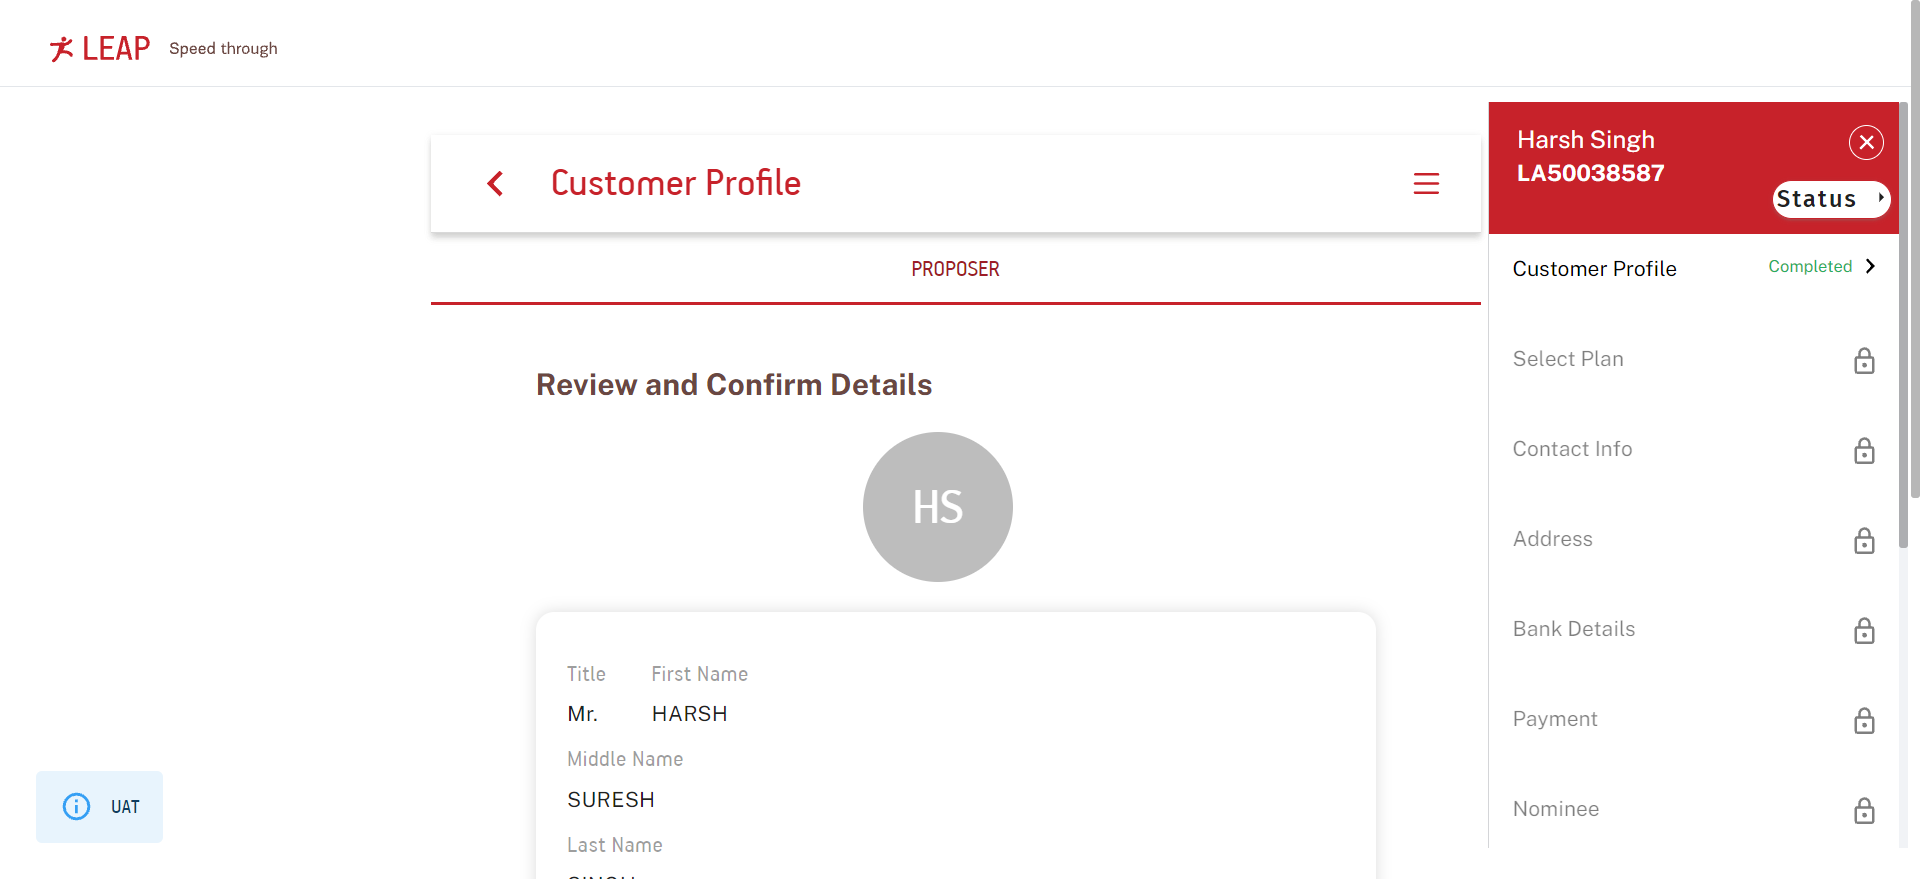 LEAP Speed through
Customer Profile
PROPOSER
Review and Confirm Details
HS
Title First Name
Mr. HARSH
Middle Name
SURESH
Last Name
UAT
Harsh Singh
LA50038587
Status
Customer Profile Completed
Select Plan
Contact Info
Address
Bank Details
Payment
Nominee